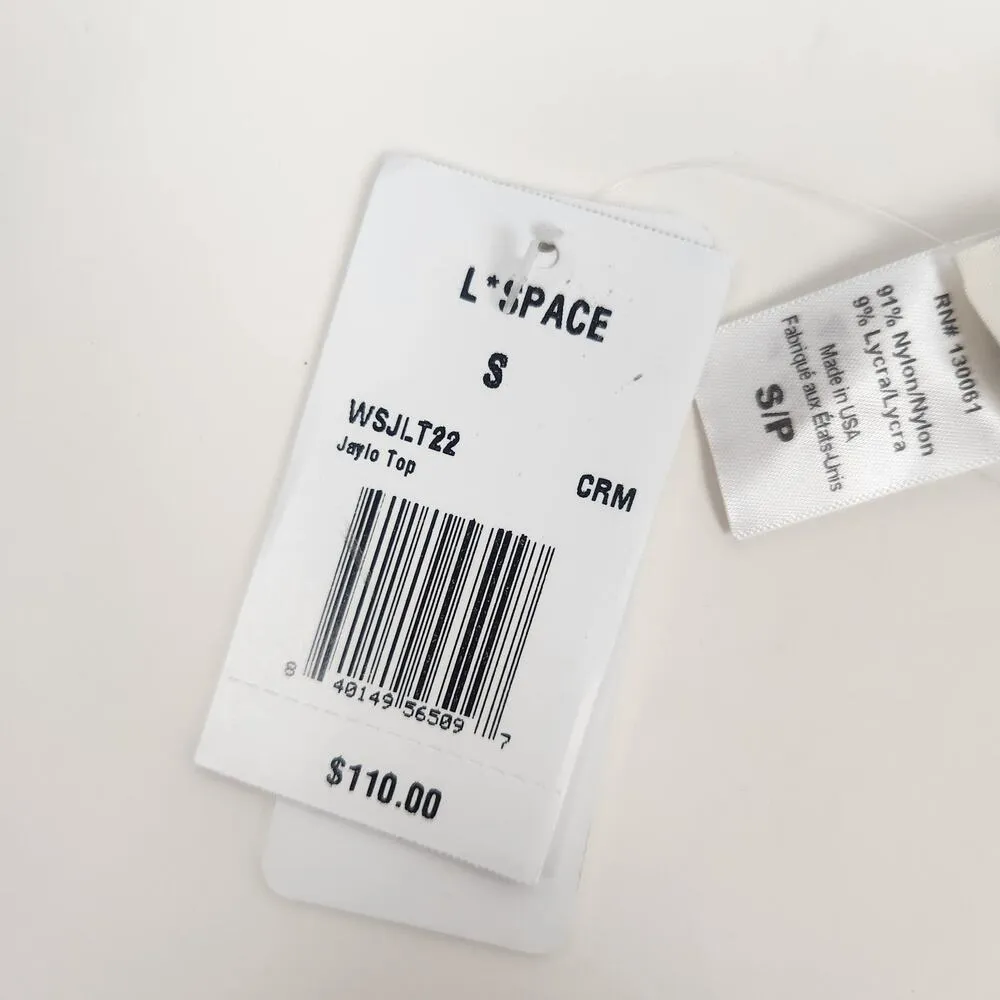 L*SPACE
S
WSJLT22
Jaylo Top
CRM
8 40149 56509 7
$110.00
RN# 130061
91% Nylon/Nylon
9% Lycra/Lycra
Made in USA
Fabriqué aux États-Unis
S/P